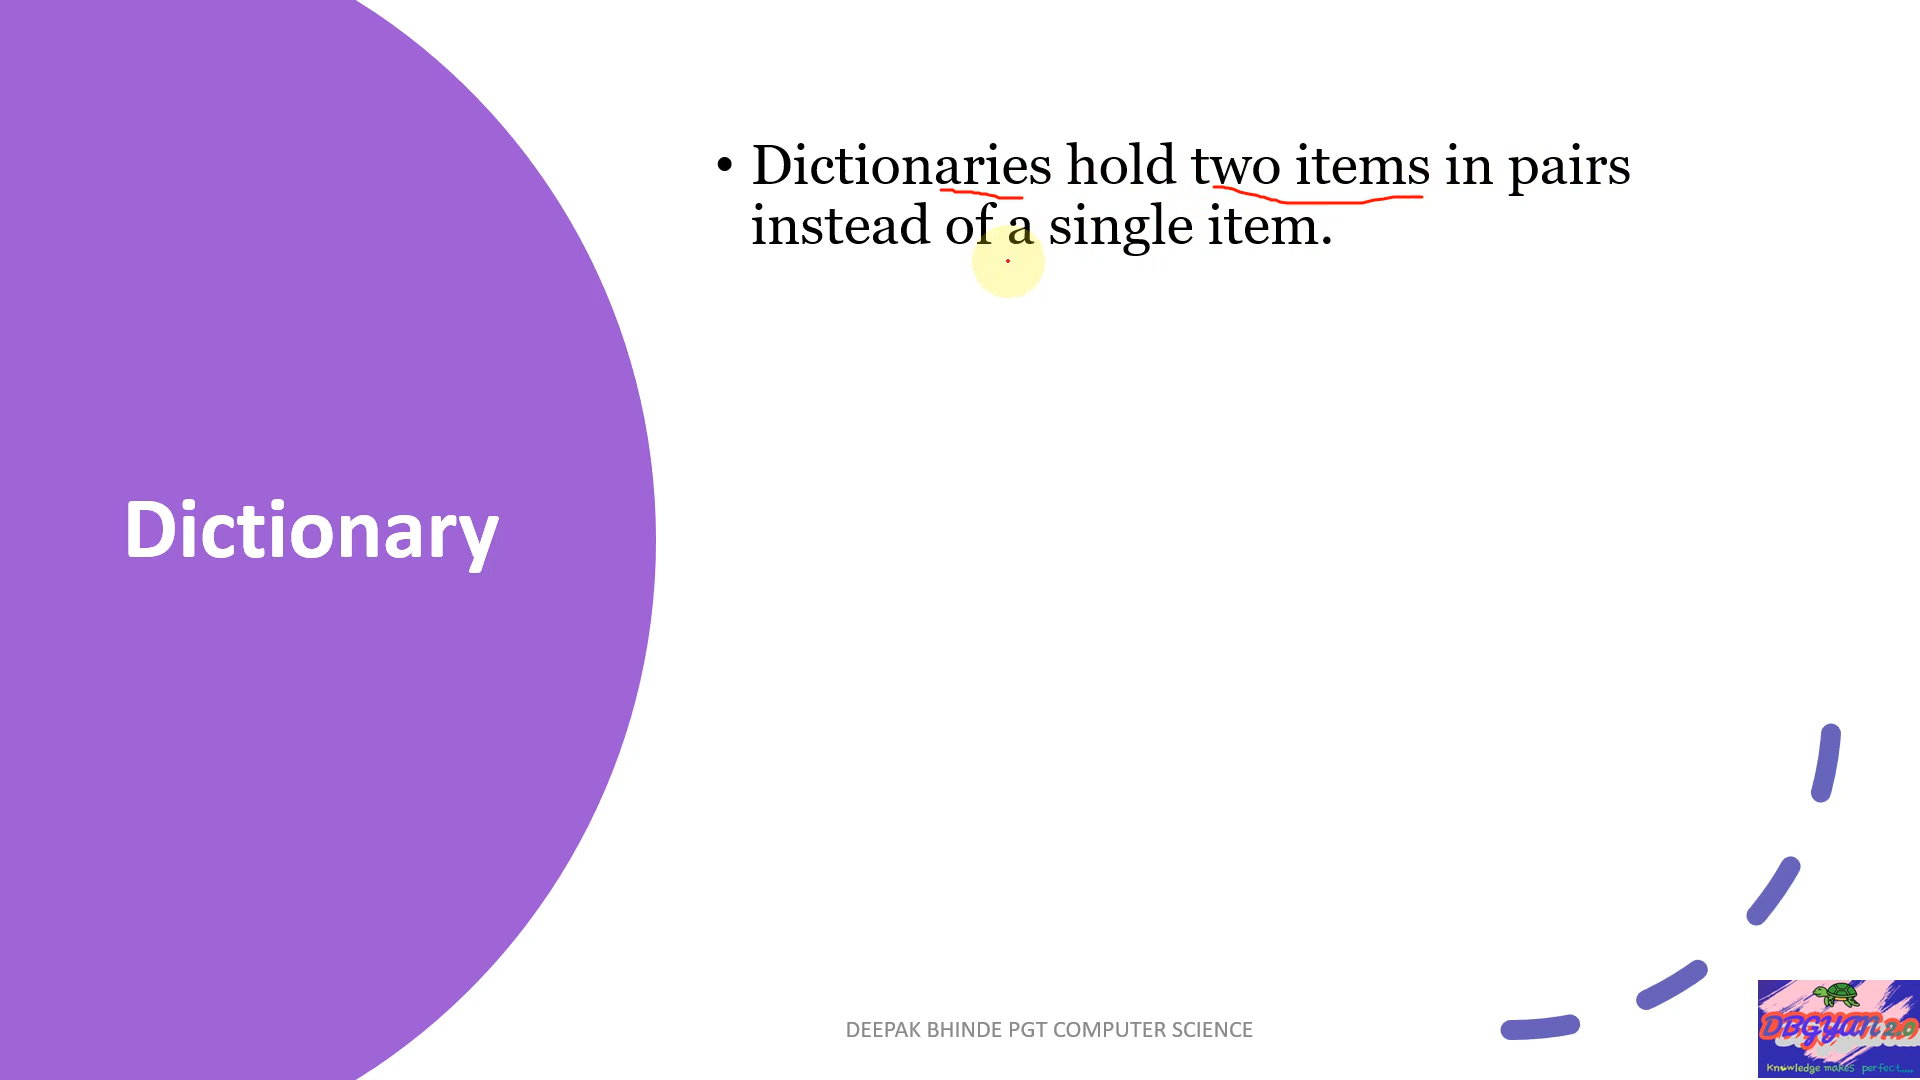 Dictionary
• Dictionaries hold two items in pairs
instead of a single item.
DEEPAK BHINDE PGT COMPUTER SCIENCE
DBGYAN 2.0
Knowledge makes perfect....